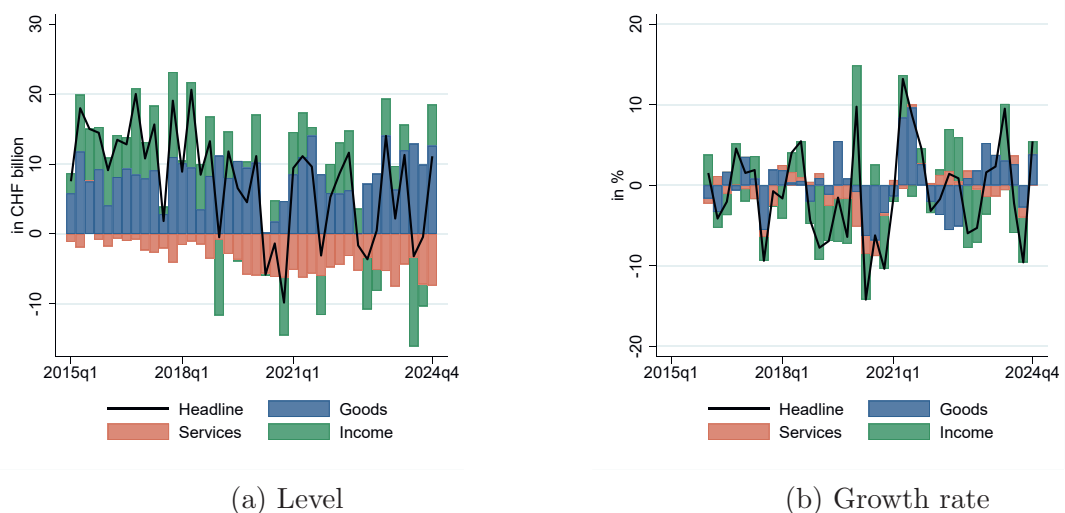 30
20
10
0
-10
in CHF billion
2015q1 2018q1 2021q1 2024q4
Headline Goods
Services Income
(a) Level
20
10
0
-10
-20
in %
2015q1 2018q1 2021q1 2024q4
Headline Goods
Services Income
(b) Growth rate